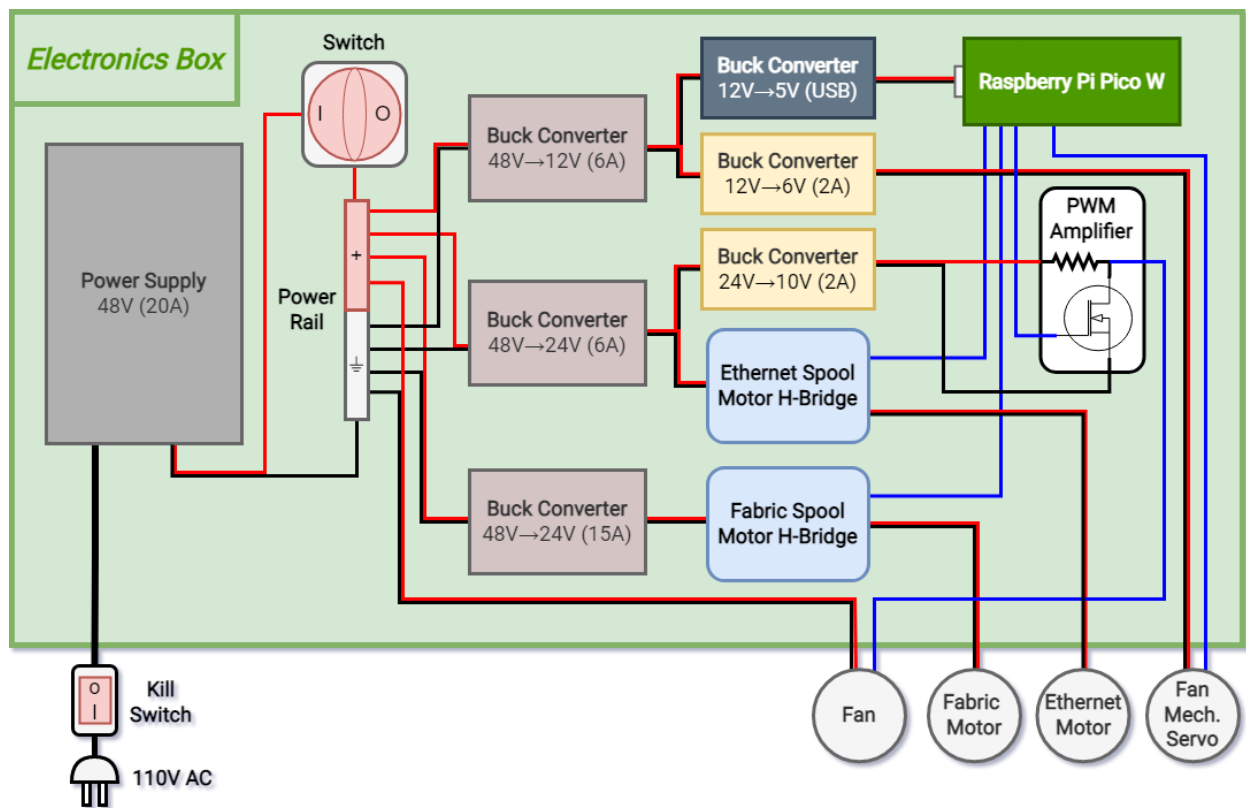 Electronics Box
Switch
I
O
Buck Converter
12V→5V (USB)
Raspberry Pi Pico W
Buck Converter
48V→12V (6A)
Buck Converter
12V→6V (2A)
PWM
Amplifier
Power Supply
48V (20A)
+
Power
Rail
Buck Converter
24V→10V (2A)
Buck Converter
48V→24V (6A)
Ethernet Spool
Motor H-Bridge
Buck Converter
48V→24V (15A)
Fabric Spool
Motor H-Bridge
O
I
Kill
Switch
110V AC
Fan
Fabric
Motor
Ethernet
Motor
Fan
Mech.
Servo